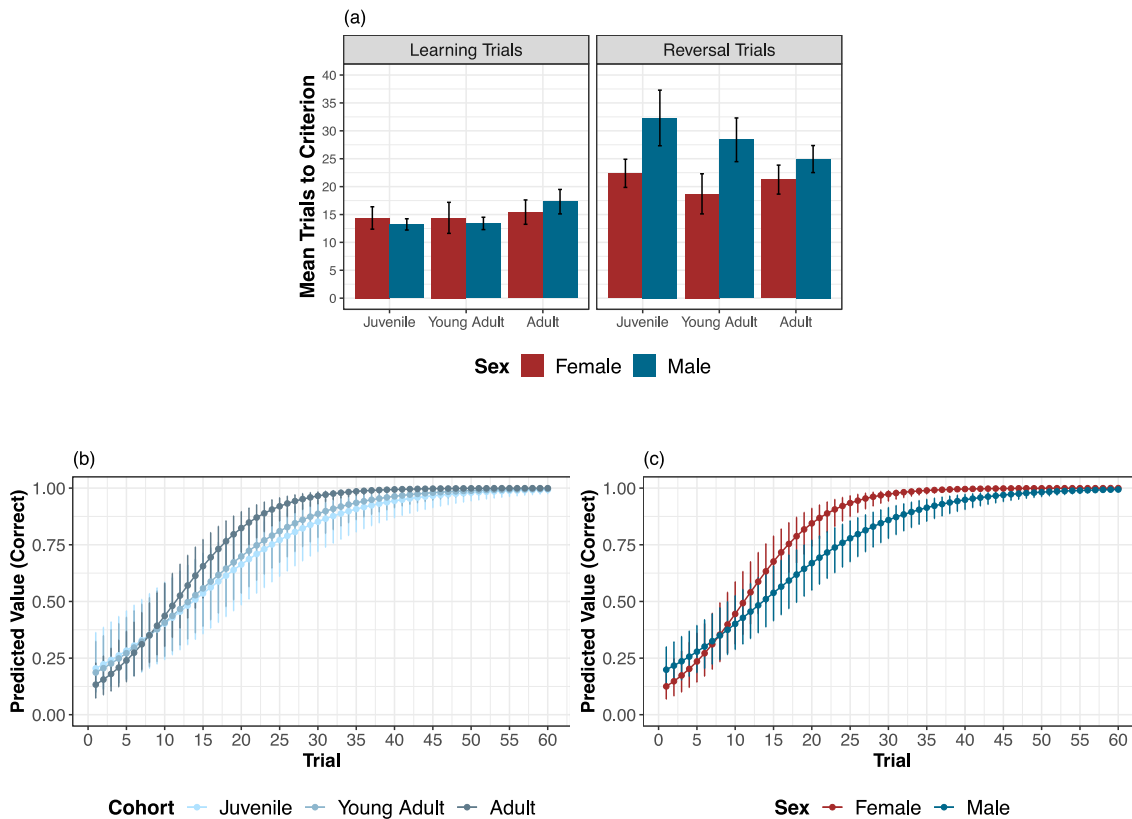 (a)
Learning Trials
Reversal Trials
Mean Trials to Criterion
40
35
30
25
20
15
10
5
0
Juvenile Young Adult Adult
Juvenile Young Adult Adult
Sex Female Male
(b)
Predicted Value (Correct)
1.00
0.75
0.50
0.25
0.00
0 5 10 15 20 25 30 35 40 45 50 55 60
Trial
Cohort Juvenile Young Adult Adult
(c)
Predicted Value (Correct)
1.00
0.75
0.50
0.25
0.00
0 5 10 15 20 25 30 35 40 45 50 55 60
Trial
Sex Female Male